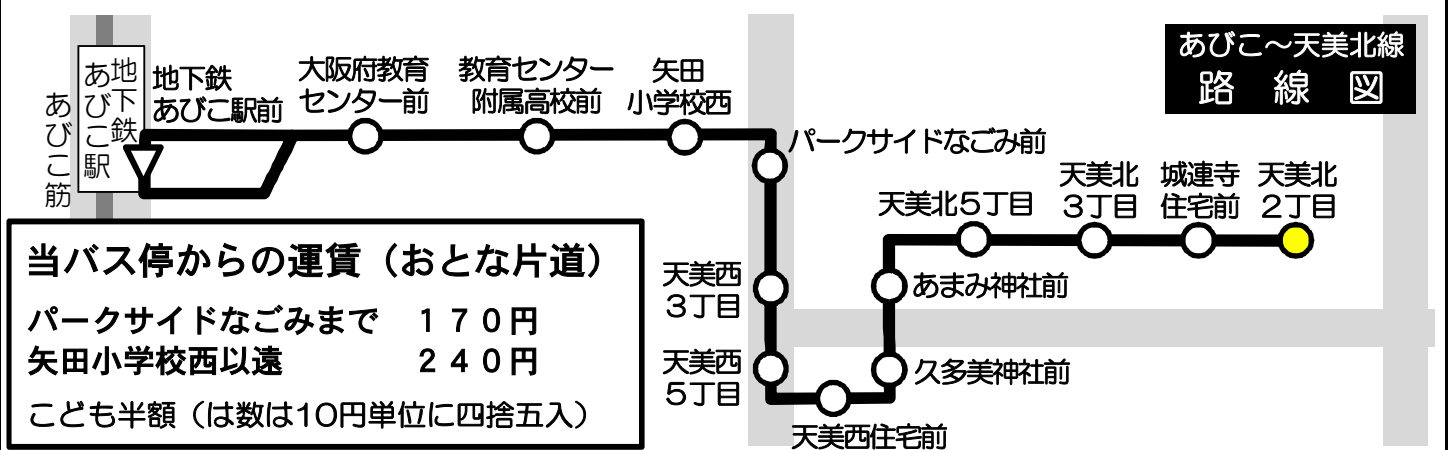 あびこ～天美北線
路線図
あびこ筋
地下鉄
あびこ駅
地下鉄
あびこ駅前
大阪府教育
センター前
教育センター
附属高校前
矢田
小学校西
パークサイドなごみ前
天美西
3丁目
天美西
5丁目
天美西住宅前
久多美神社前
あまみ神社前
天美北5丁目
天美北
3丁目
城連寺
住宅前
天美北
2丁目
当バス停からの運賃（おとな片道）
パークサイドなごみまで　１７０円
矢田小学校西以遠　２４０円
こども半額（は数は10円単位に四捨五入）